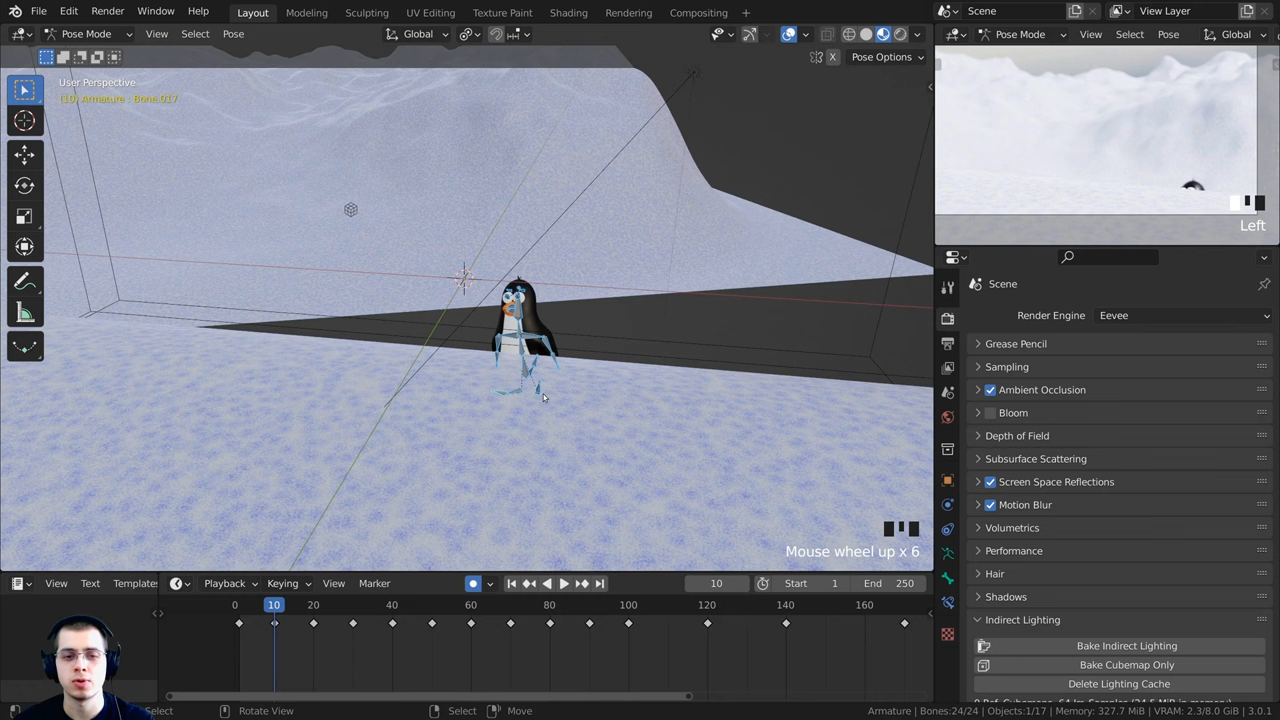 File Edit Render Window Help Layout Modeling Sculpting UV Editing Texture Paint Shading Rendering Compositing + Scene View Layer
Pose Mode View Select Pose Global Pose Mode View Select Pose Global
X Pose Options
User Perspective
(10) Armature : Bone.017
Left
Scene
Render Engine Eevee
Grease Pencil
Sampling
Ambient Occlusion
Bloom
Depth of Field
Subsurface Scattering
Screen Space Reflections
Motion Blur
Volumetrics
Performance
Hair
Shadows
Indirect Lighting
Bake Indirect Lighting
Bake Cubemap Only
Delete Lighting Cache
Mouse wheel up x 6
View Text Templates Playback Keying View Marker 10 Start 1 End 250
0 10 20 40 60 80 100 120 140 160
Select Rotate View Select Move Armature | Bones:24/24 | Objects:1/17 | Memory: 327.7 MiB | VRAM: 2.3/8.0 GiB | 3.0.1